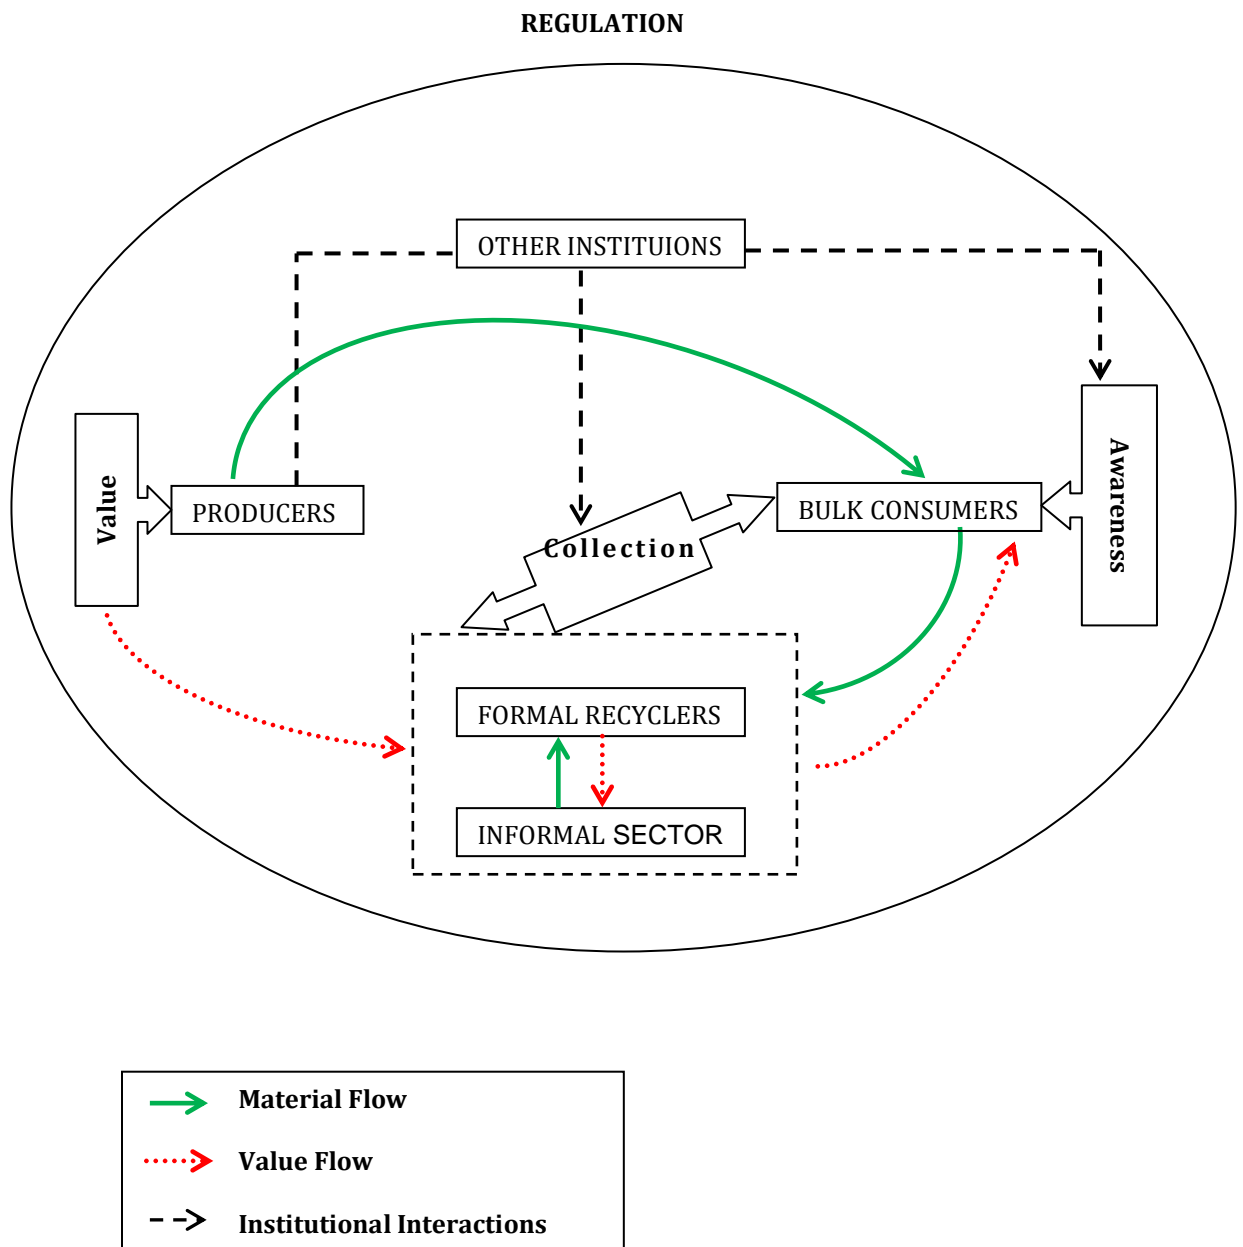 REGULATION
OTHER INSTITUIONS
Value
PRODUCERS
Collection
BULK CONSUMERS
Awareness
FORMAL RECYCLERS
INFORMAL SECTOR
Material Flow
Value Flow
Institutional Interactions